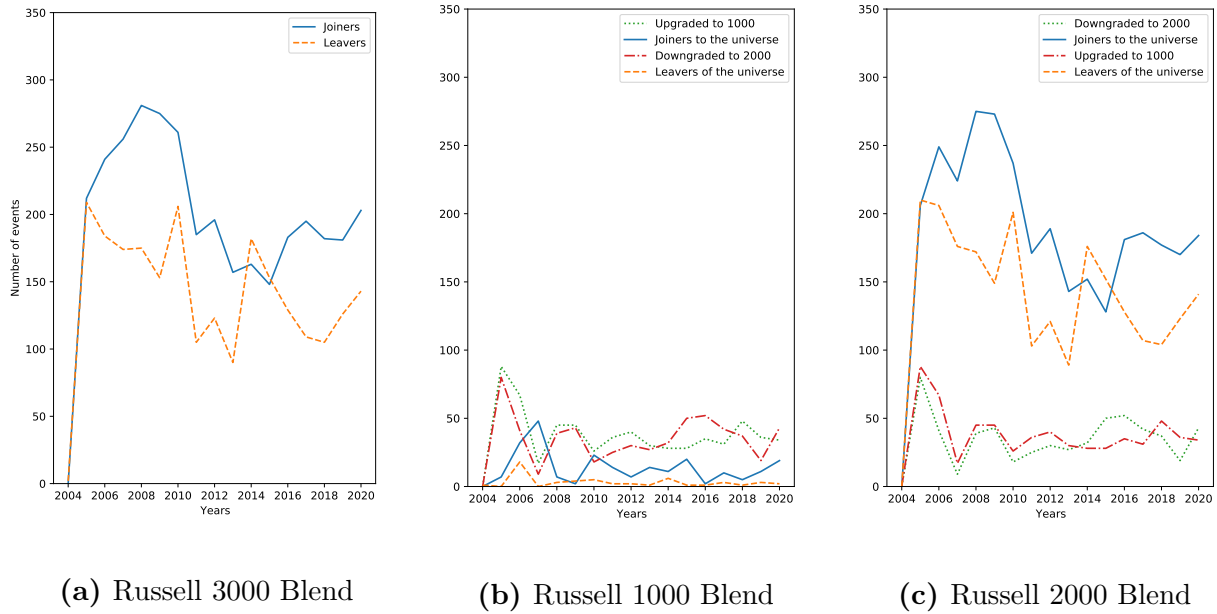 350
300
250
200
150
100
50
0
Number of events
2004 2006 2008 2010 2012 2014 2016 2018 2020
Years
Joiners
Leavers
(a) Russell 3000 Blend
350
300
250
200
150
100
50
0
2004 2006 2008 2010 2012 2014 2016 2018 2020
Years
Upgraded to 1000
Joiners to the universe
Downgraded to 2000
Leavers of the universe
(b) Russell 1000 Blend
350
300
250
200
150
100
50
0
2004 2006 2008 2010 2012 2014 2016 2018 2020
Years
Downgraded to 2000
Joiners to the universe
Upgraded to 1000
Leavers of the universe
(c) Russell 2000 Blend